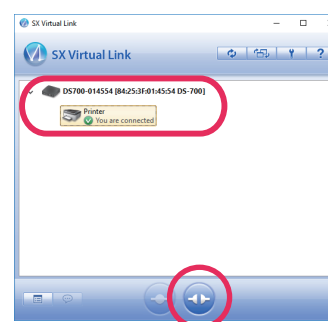 SX Virtual Link
SX Virtual Link
DS700-014554 [84:25:3F:01:45:54 DS-700]
Printer
You are connected